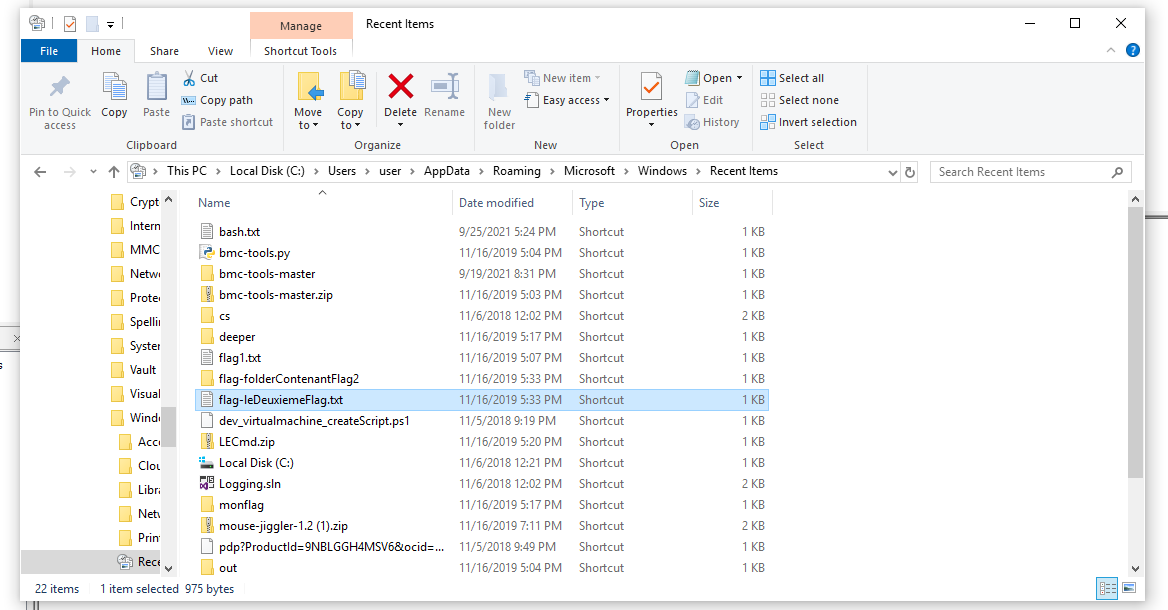 Manage Recent Items
File Home Share View Shortcut Tools
Pin to Quick access
Copy
Paste
Cut
Copy path
Paste shortcut
Clipboard
Move to
Copy to
Delete
Rename
Organize
New folder
New item
Easy access
New
Properties
Open
Edit
History
Open
Select all
Select none
Invert selection
Select
This PC Local Disk (C:) Users user AppData Roaming Microsoft Windows Recent Items
Search Recent Items
Crypt
Intern
MMC
Netwo
Prote
Spellin
System
Vault
Visual
Windo
Acco
Clou
Libra
Netv
Print
Rece
Name Date modified Type Size
bash.txt 9/25/2021 5:24 PM Shortcut 1 KB
bmc-tools.py 11/16/2019 5:04 PM Shortcut 1 KB
bmc-tools-master 9/19/2021 8:31 PM Shortcut 1 KB
bmc-tools-master.zip 11/16/2019 5:03 PM Shortcut 1 KB
cs 11/6/2018 12:02 PM Shortcut 2 KB
deeper 11/16/2019 5:17 PM Shortcut 1 KB
flag1.txt 11/16/2019 5:07 PM Shortcut 1 KB
flag-folderContenantFlag2 11/16/2019 5:33 PM Shortcut 1 KB
flag-leDeuxiemeFlag.txt 11/16/2019 5:33 PM Shortcut 1 KB
dev_virtualmachine_createScript.ps1 11/5/2018 9:19 PM Shortcut 1 KB
LECmd.zip 11/16/2019 5:20 PM Shortcut 1 KB
Local Disk (C:) 11/6/2018 12:21 PM Shortcut 1 KB
Logging.sln 11/6/2018 12:02 PM Shortcut 2 KB
monflag 11/16/2019 5:17 PM Shortcut 1 KB
mouse-jiggler-1.2 (1).zip 11/16/2019 7:11 PM Shortcut 2 KB
pdp?ProductId=9NBLGGH4MSV6&ocid=... 11/5/2018 9:49 PM Shortcut 1 KB
out 11/16/2019 5:04 PM Shortcut 1 KB
22 items 1 item selected 975 bytes